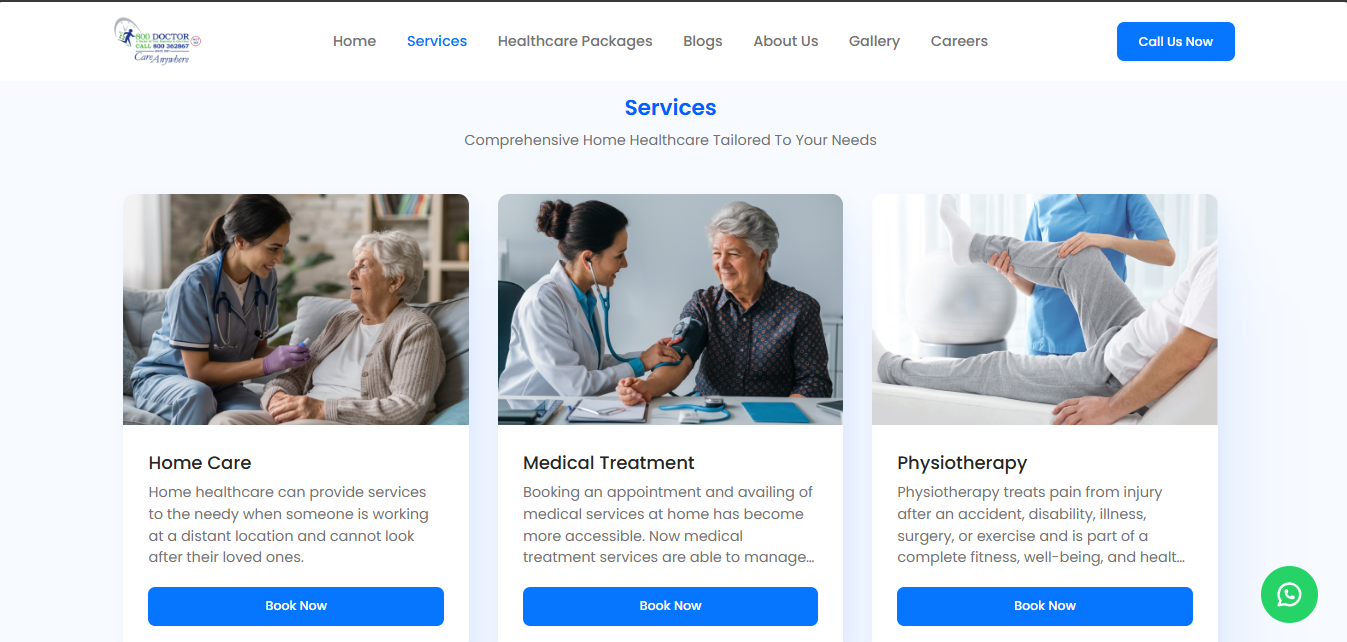 800 DOCTOR
CALL 800 362867
Care Anywhere
Home
Services
Healthcare Packages
Blogs
About Us
Gallery
Careers
Call Us Now
Services
Comprehensive Home Healthcare Tailored To Your Needs
Home Care
Home healthcare can provide services
to the needy when someone is working
at a distant location and cannot look
after their loved ones.
Book Now
Medical Treatment
Booking an appointment and availing of
medical services at home has become
more accessible. Now medical
treatment services are able to manage...
Book Now
Physiotherapy
Physiotherapy treats pain from injury
after an accident, disability, illness,
surgery, or exercise and is part of a
complete fitness, well-being, and healt...
Book Now